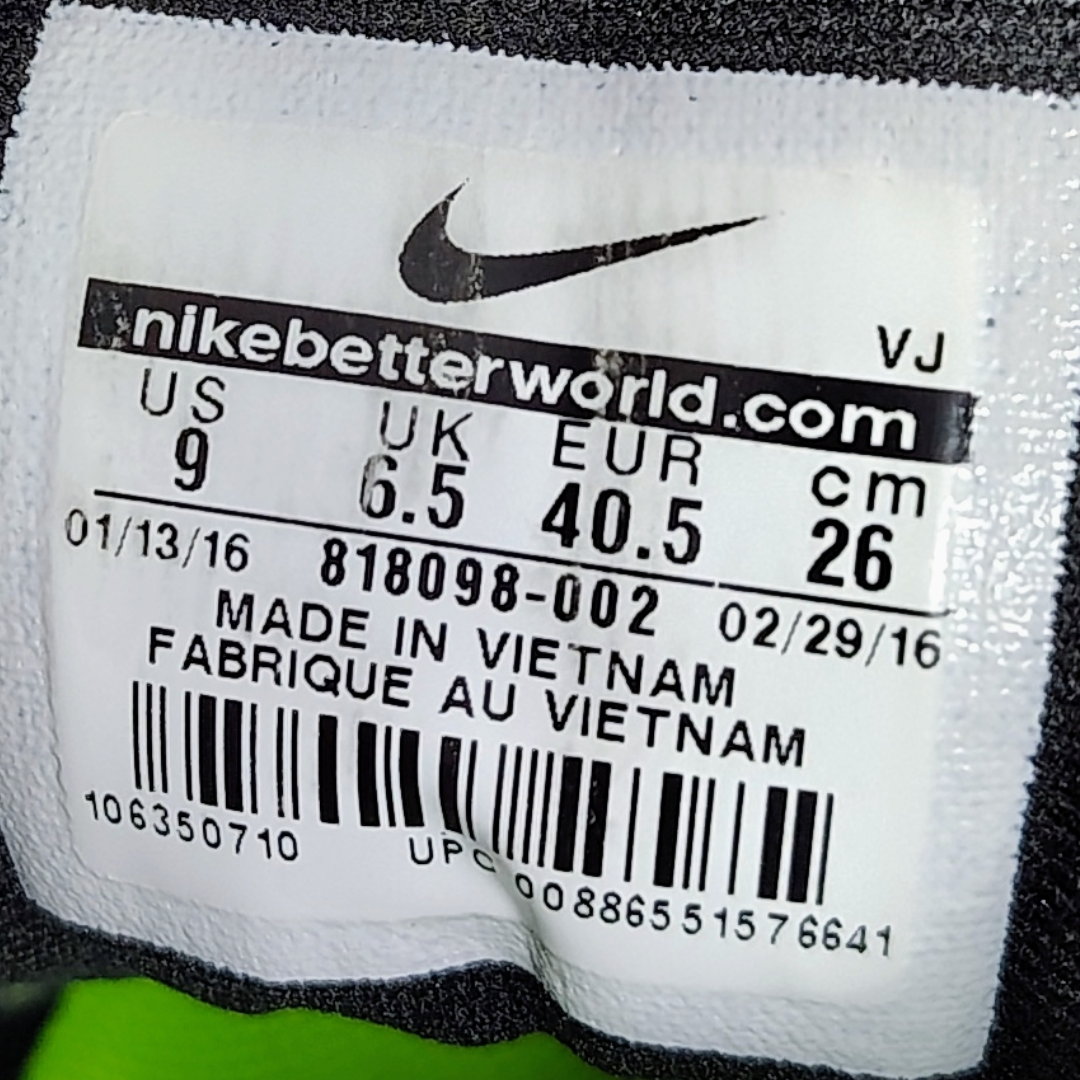 VJ
nikebetterworld.com
US UK EUR cm
9 6.5 40.5 26
01/13/16 818098-002 02/29/16
MADE IN VIETNAM
FABRIQUE AU VIETNAM
106350710 UPC 00886551576641